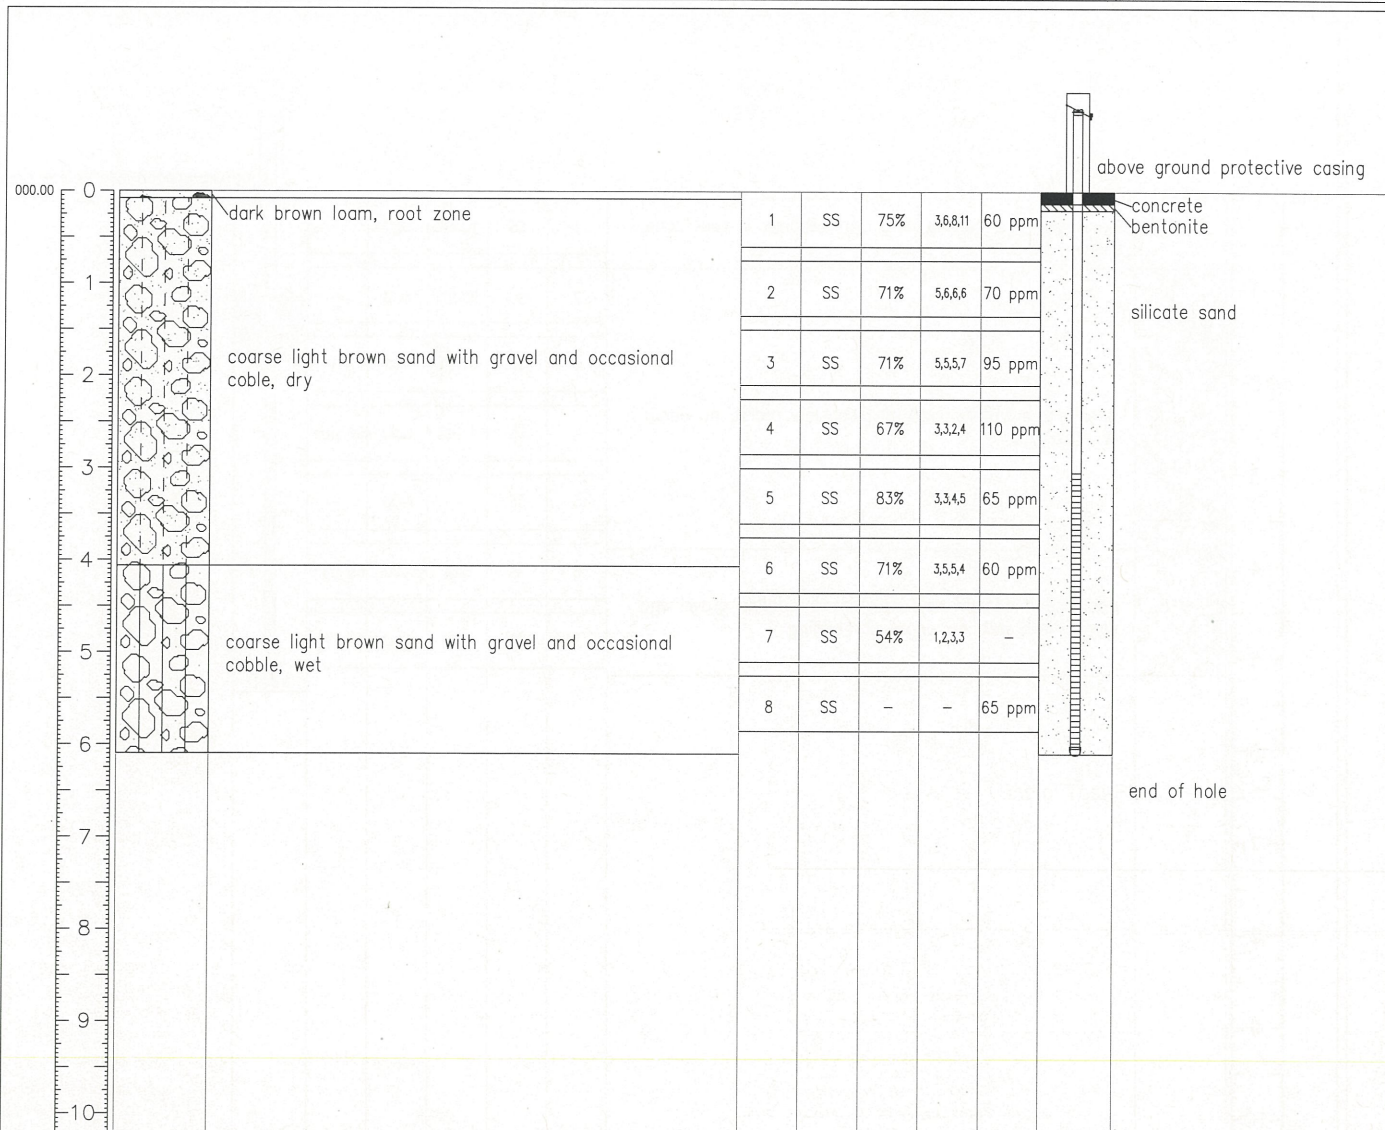 above ground protective casing
000.00 0
dark brown loam, root zone
1 SS 75% 3,6,8,11 60 ppm
concrete
bentonite
1
2 SS 71% 5,6,6,6 70 ppm
silicate sand
coarse light brown sand with gravel and occasional
coble, dry
3 SS 71% 5,5,5,7 95 ppm
2
4 SS 67% 3,3,2,4 110 ppm
3
5 SS 83% 3,3,4,5 65 ppm
4
6 SS 71% 3,5,5,4 60 ppm
coarse light brown sand with gravel and occasional
cobble, wet
7 SS 54% 1,2,3,3 –
5
8 SS – – 65 ppm
6
end of hole
7
8
9
10